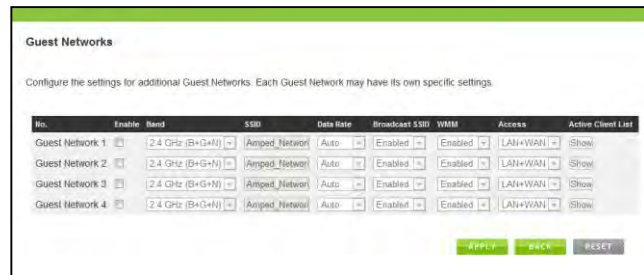 Guest Networks
Configure the settings for additional Guest Networks. Each Guest Network may have its own specific settings.
No. Enable Band SSID Data Rate Broadcast SSID WMM Access Active Client List
Guest Network 1 2.4 GHz (B+G+N) Amped_Networ Auto Enabled Enabled LAN+WAN Show
Guest Network 2 2.4 GHz (B+G+N) Amped_Networ Auto Enabled Enabled LAN+WAN Show
Guest Network 3 2.4 GHz (B+G+N) Amped_Networ Auto Enabled Enabled LAN+WAN Show
Guest Network 4 2.4 GHz (B+G+N) Amped_Networ Auto Enabled Enabled LAN+WAN Show
APPLY BACK RESET